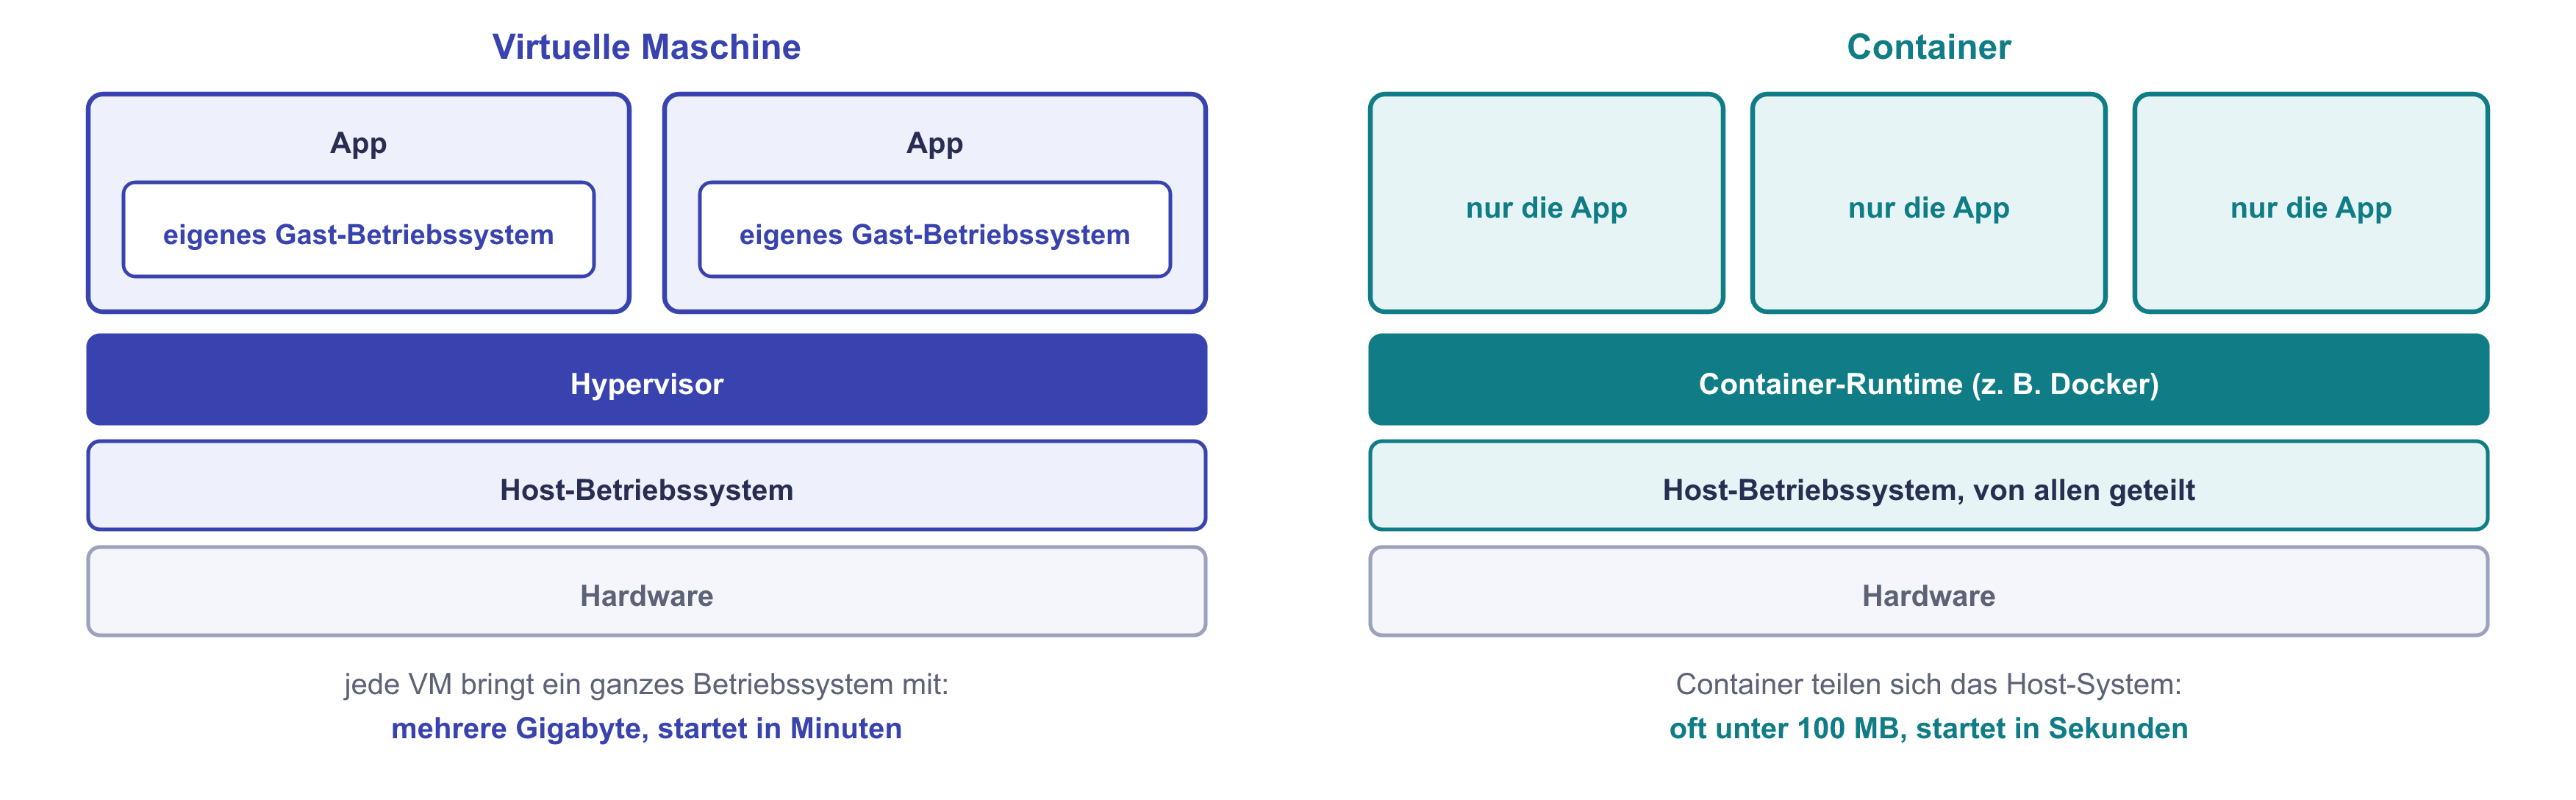 Virtuelle Maschine
App
eigenes Gast-Betriebssystem
App
eigenes Gast-Betriebssystem
Hypervisor
Host-Betriebssystem
Hardware
jede VM bringt ein ganzes Betriebssystem mit:
mehrere Gigabyte, startet in Minuten
Container
nur die App
nur die App
nur die App
Container-Runtime (z. B. Docker)
Host-Betriebssystem, von allen geteilt
Hardware
Container teilen sich das Host-System:
oft unter 100 MB, startet in Sekunden